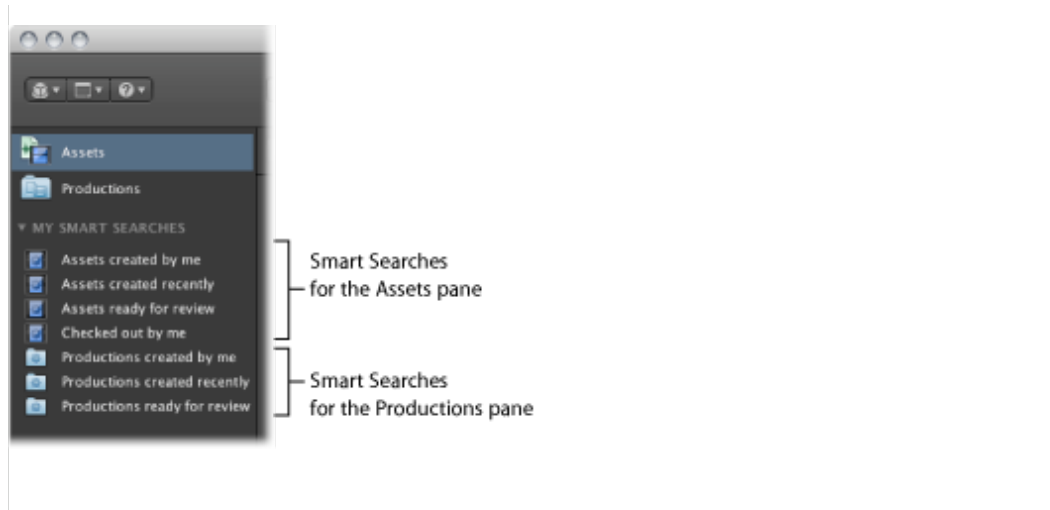 Assets
Productions
MY SMART SEARCHES
Assets created by me
Assets created recently
Assets ready for review
Checked out by me
Productions created by me
Productions created recently
Productions ready for review
Smart Searches
for the Assets pane
Smart Searches
for the Productions pane